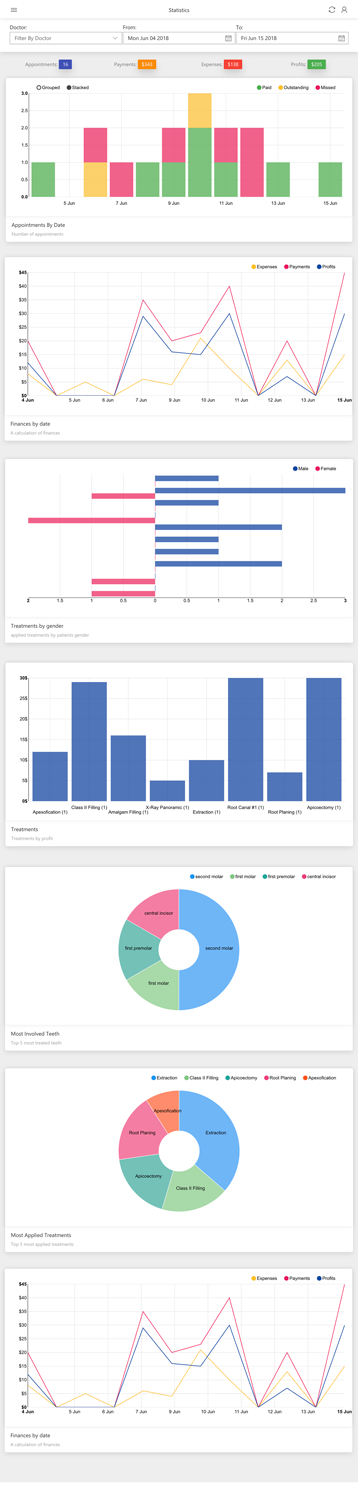 Statistics
Doctor: From: To:
Filter By Doctor Mon Jun 04 2018 Fri Jun 15 2018
Appointments: 16 Payments: $343 Expenses: $138 Profits: $205
Grouped Stacked Paid Outstanding Missed
3.0
2.5
2.0
1.5
1.0
0.5
0.0
5 Jun 7 Jun 9 Jun 11 Jun 13 Jun 15 Jun
Appointments By Date
Number of appointments
Expenses Payments Profits
$45
$40
$35
$30
$25
$20
$15
$10
$5
$0
4 Jun 5 Jun 6 Jun 7 Jun 9 Jun 10 Jun 11 Jun 12 Jun 13 Jun 15 Jun
Finances by date
A calculation of finances
Male Female
2 1.5 1 0.5 0 0.5 1 1.5 2 2.5 3
Treatments by gender
applied treatments by patients gender
30$
25$
20$
15$
10$
5$
0$
Class II Filling (1) X-Ray Panoramic (1) Root Canal #1 (1) Apicoectomy (1)
Apexofication (1) Amalgam Filling (1) Extraction (1) Root Planing (1)
Treatments
Treatments by profit
second molar first molar first premolar central incisor
central incisor
first premolar second molar
first molar
Most Involved Teeth
Top 5 most treated teeth
Extraction Class II Filling Apicoectomy Root Planing Apexofication
Apexofication
Root Planing Extraction
Apicoectomy
Class II Filling
Most Applied Treatments
Top 5 most applied treatments
Expenses Payments Profits
$45
$40
$35
$30
$25
$20
$15
$10
$5
$0
4 Jun 5 Jun 6 Jun 7 Jun 9 Jun 10 Jun 11 Jun 12 Jun 13 Jun 15 Jun
Finances by date
A calculation of finances